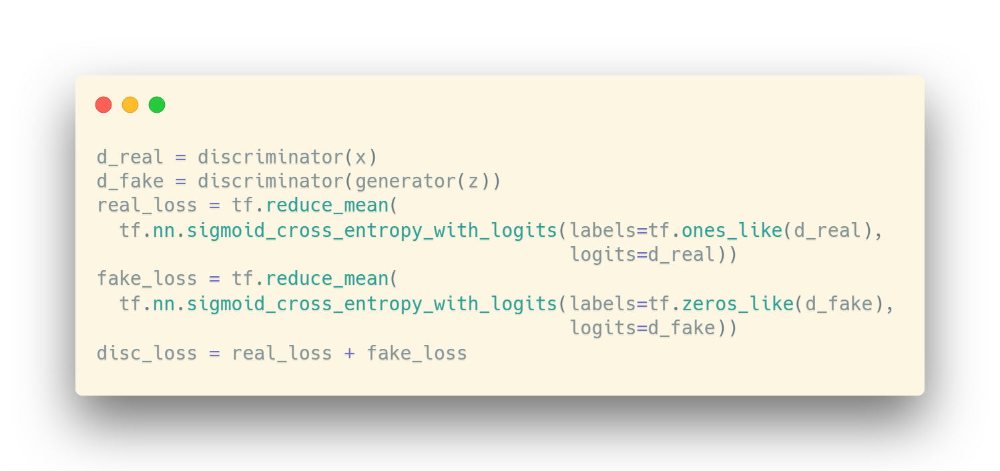 d_real = discriminator(x)
d_fake = discriminator(generator(z))
real_loss = tf.reduce_mean(
  tf.nn.sigmoid_cross_entropy_with_logits(labels=tf.ones_like(d_real),
                                          logits=d_real))
fake_loss = tf.reduce_mean(
  tf.nn.sigmoid_cross_entropy_with_logits(labels=tf.zeros_like(d_fake),
                                          logits=d_fake))
disc_loss = real_loss + fake_loss